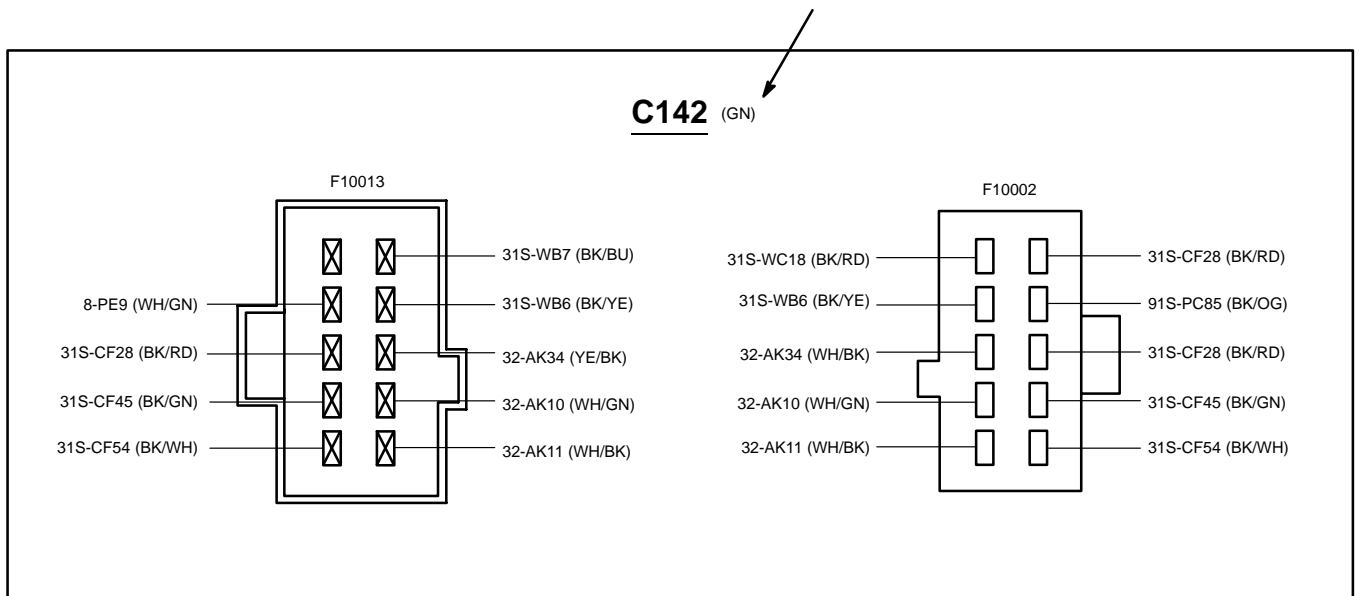 C142 (GN)
F10013
31S-WB7 (BK/BU)
8-PE9 (WH/GN)
31S-WB6 (BK/YE)
31S-CF28 (BK/RD)
32-AK34 (YE/BK)
31S-CF45 (BK/GN)
32-AK10 (WH/GN)
31S-CF54 (BK/WH)
32-AK11 (WH/BK)
F10002
31S-WC18 (BK/RD)
31S-CF28 (BK/RD)
31S-WB6 (BK/YE)
91S-PC85 (BK/OG)
32-AK34 (WH/BK)
31S-CF28 (BK/RD)
32-AK10 (WH/GN)
31S-CF45 (BK/GN)
32-AK11 (WH/BK)
31S-CF54 (BK/WH)